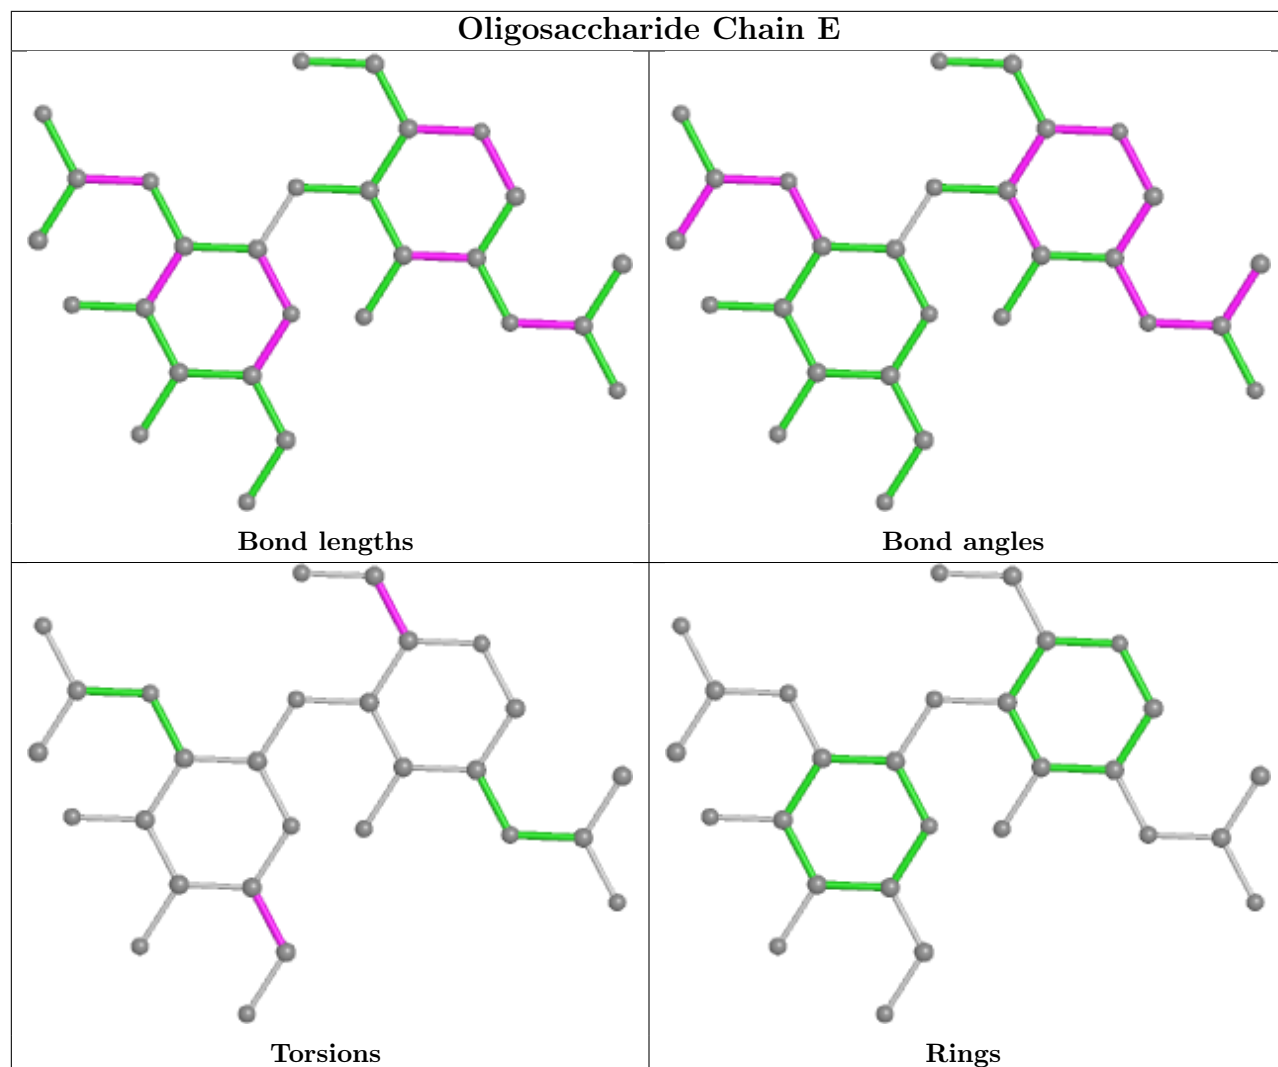 Oligosaccharide Chain E
Bond lengths
Bond angles
Torsions
Rings